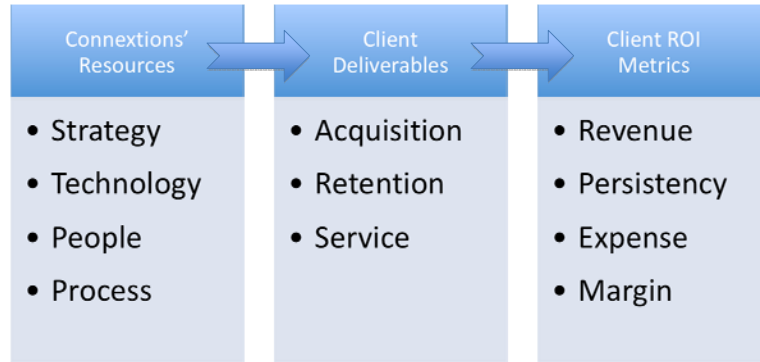 Connextions’
Resources
• Strategy
• Technology
• People
• Process
Client
Deliverables
• Acquisition
• Retention
• Service
Client ROI
Metrics
• Revenue
• Persistency
• Expense
• Margin